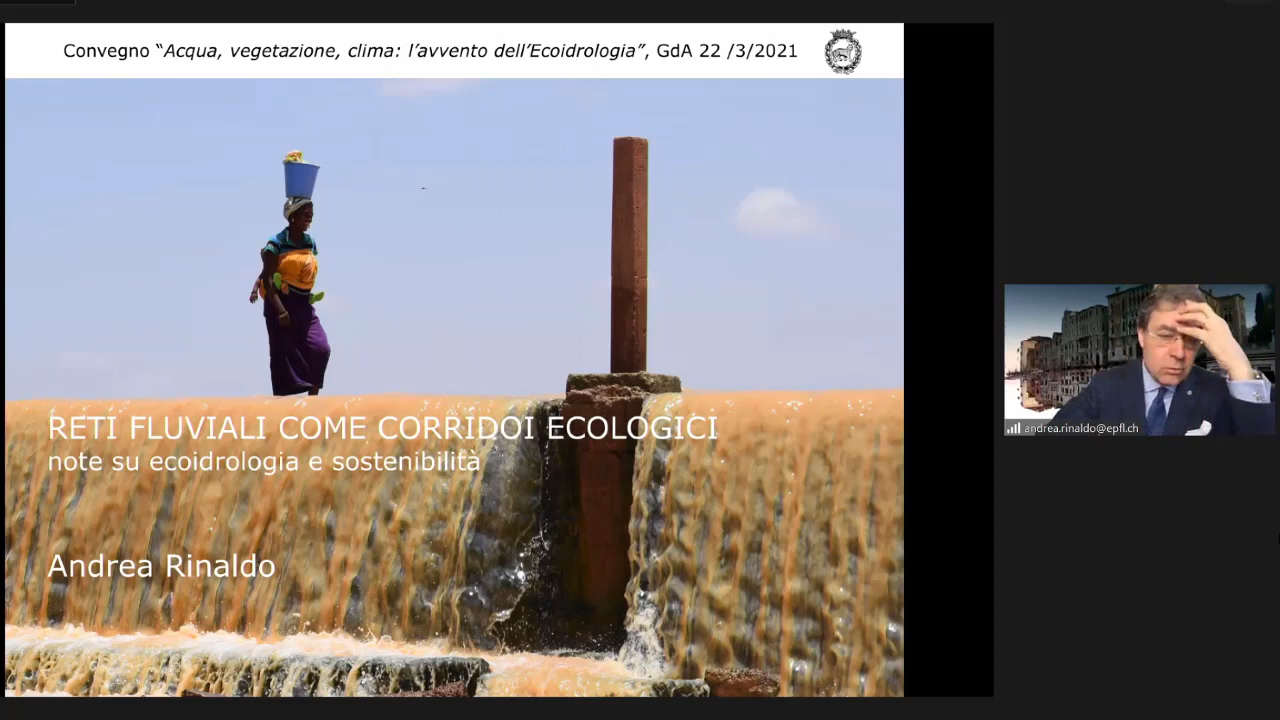 Convegno “Acqua, vegetazione, clima: l’avvento dell’Ecoidrologia”, GdA 22 /3/2021
RETI FLUVIALI COME CORRIDOI ECOLOGICI
note su ecoidrologia e sostenibilità
Andrea Rinaldo
andrea.rinaldo@epfl.ch